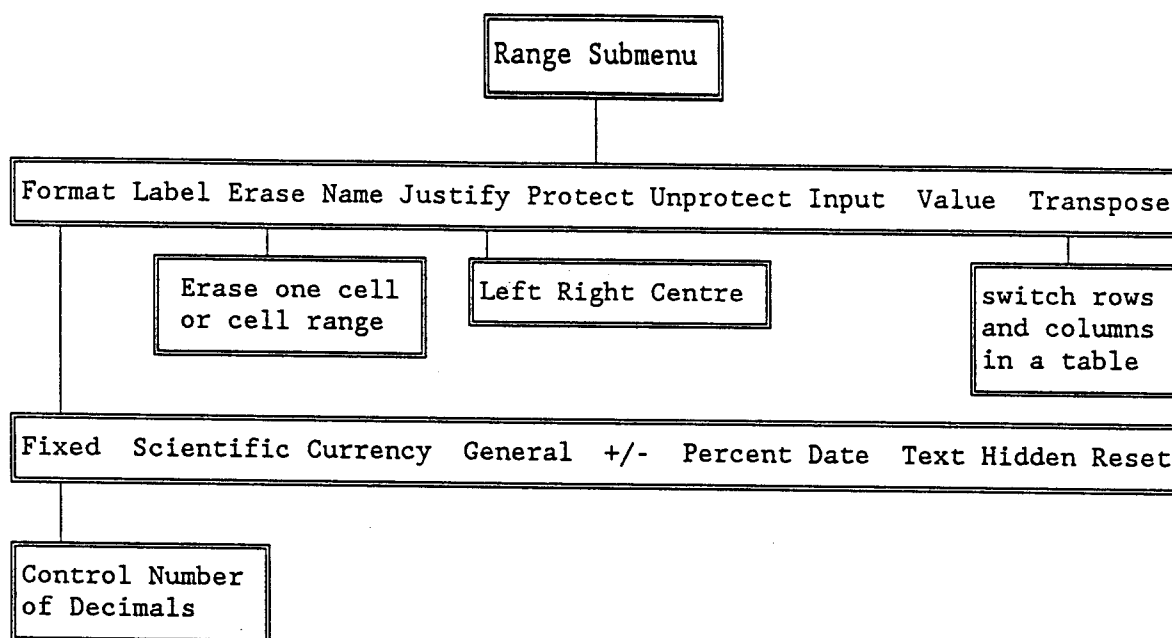 Range Submenu
Format Label Erase Name Justify Protect Unprotect Input Value Transpose
Erase one cell
or cell range
Left Right Centre
switch rows
and columns
in a table
Fixed Scientific Currency General +/- Percent Date Text Hidden Reset
Control Number
of Decimals